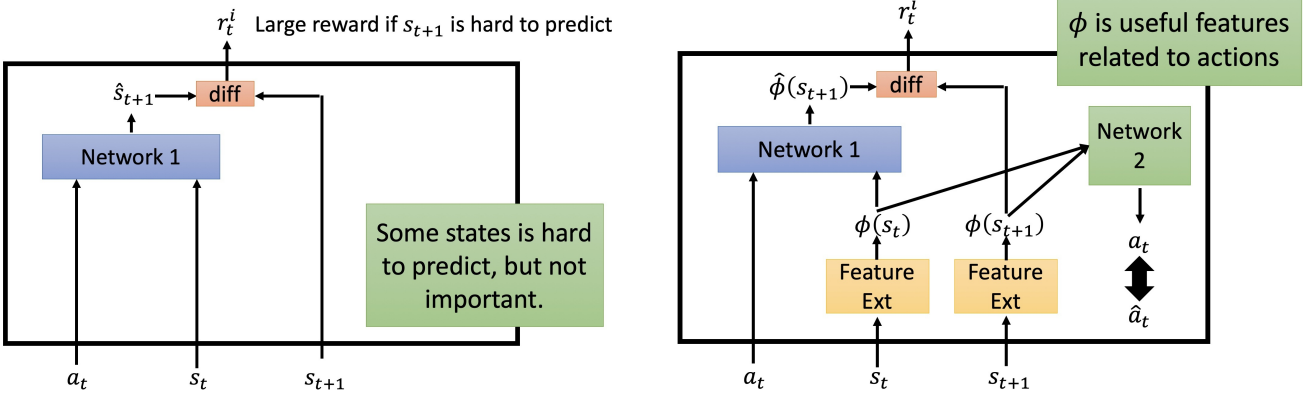 r_t^i Large reward if s_{t+1} is hard to predict
ŝ_{t+1}
diff
Network 1
Some states is hard
to predict, but not
important.
a_t
s_t
s_{t+1}
r_t^i
ϕ is useful features
related to actions
ϕ̂(s_{t+1})
diff
Network 1
Network
2
ϕ(s_t)
ϕ(s_{t+1})
a_t
Feature
Ext
Feature
Ext
â_t
a_t
s_t
s_{t+1}